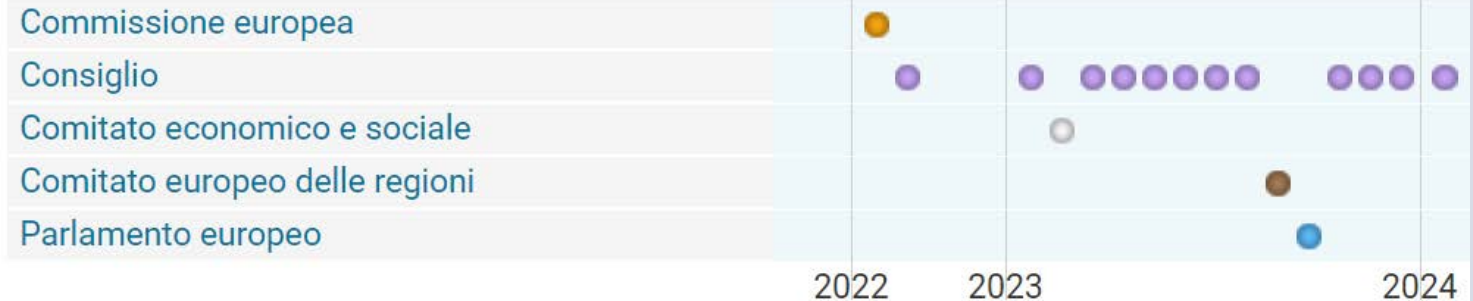 Commissione europea
Consiglio
Comitato economico e sociale
Comitato europeo delle regioni
Parlamento europeo
2022 2023 2024